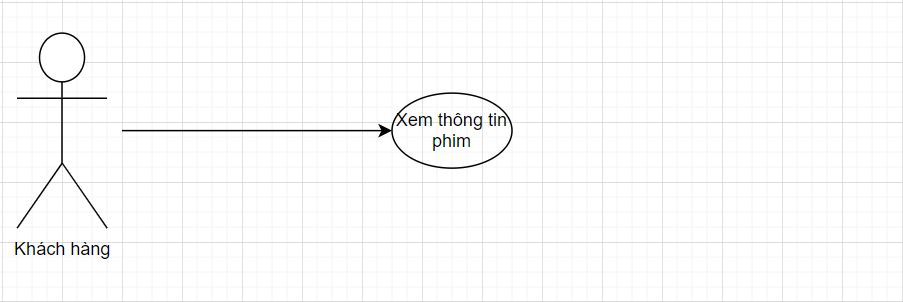 Xem thông tin
phim
Khách hàng